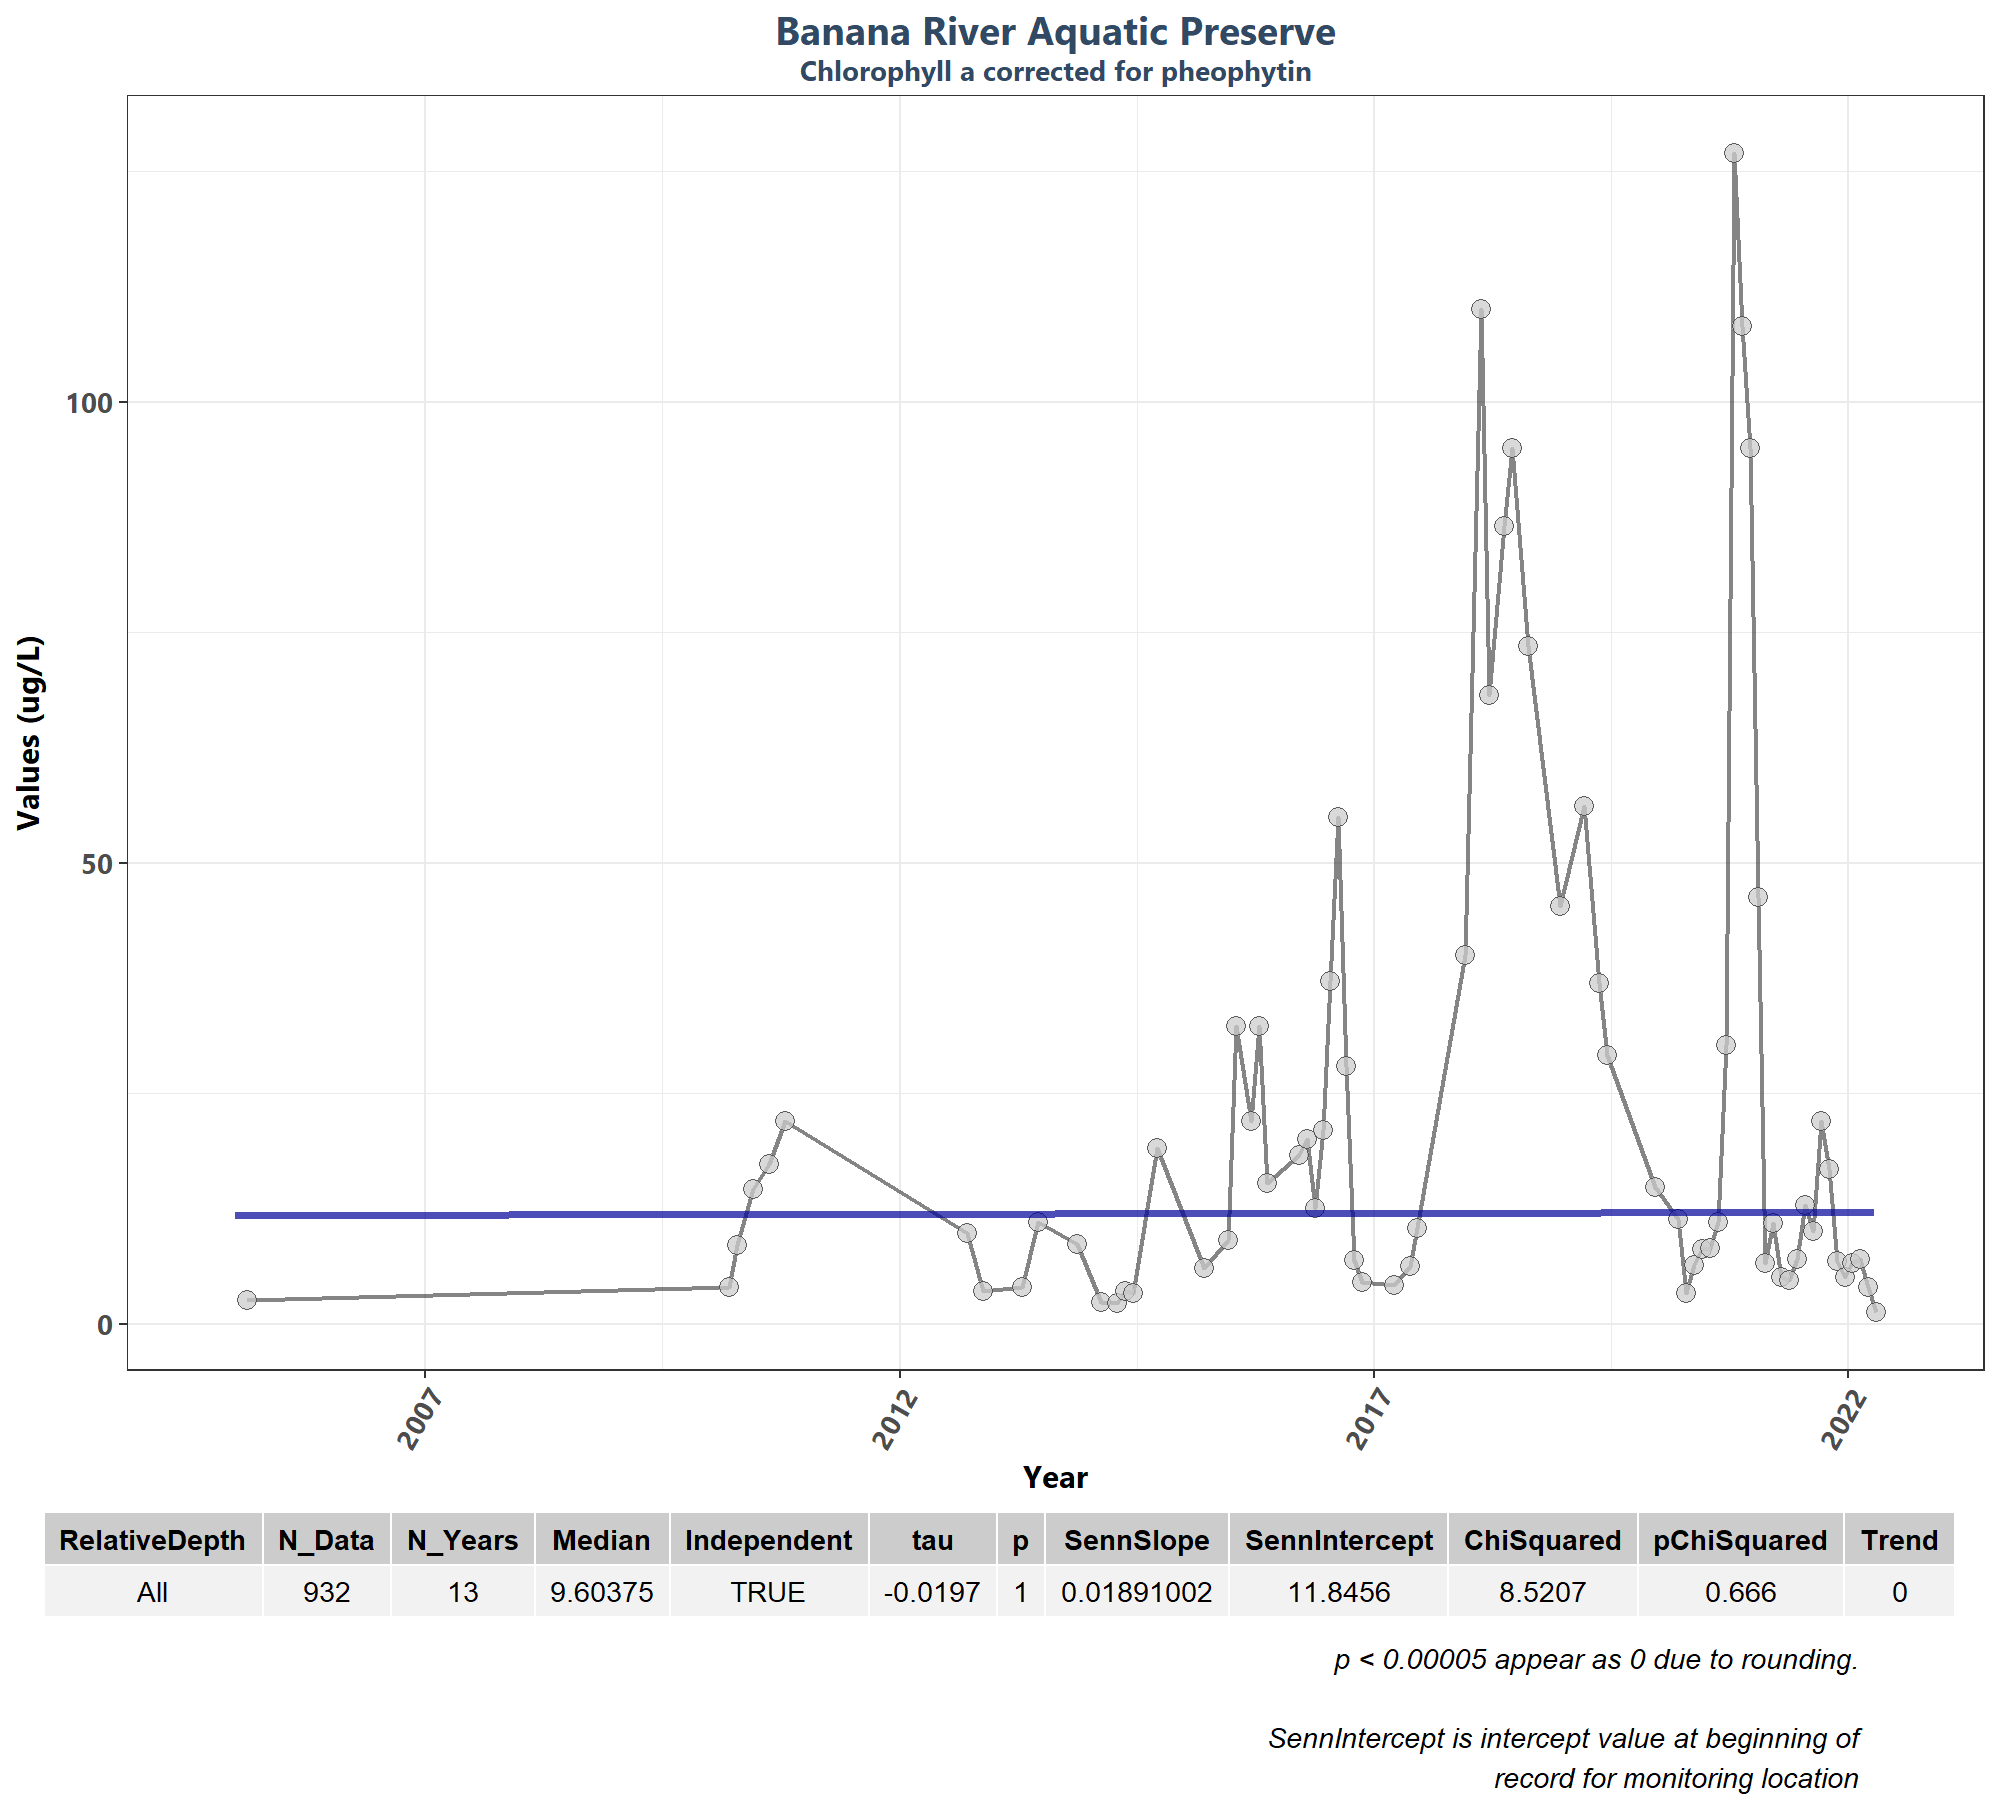 Banana River Aquatic Preserve
Chlorophyll a corrected for pheophytin
Values (ug/L)
100
50
0
2007 2012 2017 2022
Year
RelativeDepth N_Data N_Years Median Independent tau p SennSlope SennIntercept ChiSquared pChiSquared Trend
All 932 13 9.60375 TRUE -0.0197 1 0.01891002 11.8456 8.5207 0.666 0
p < 0.00005 appear as 0 due to rounding.
SennIntercept is intercept value at beginning of
record for monitoring location